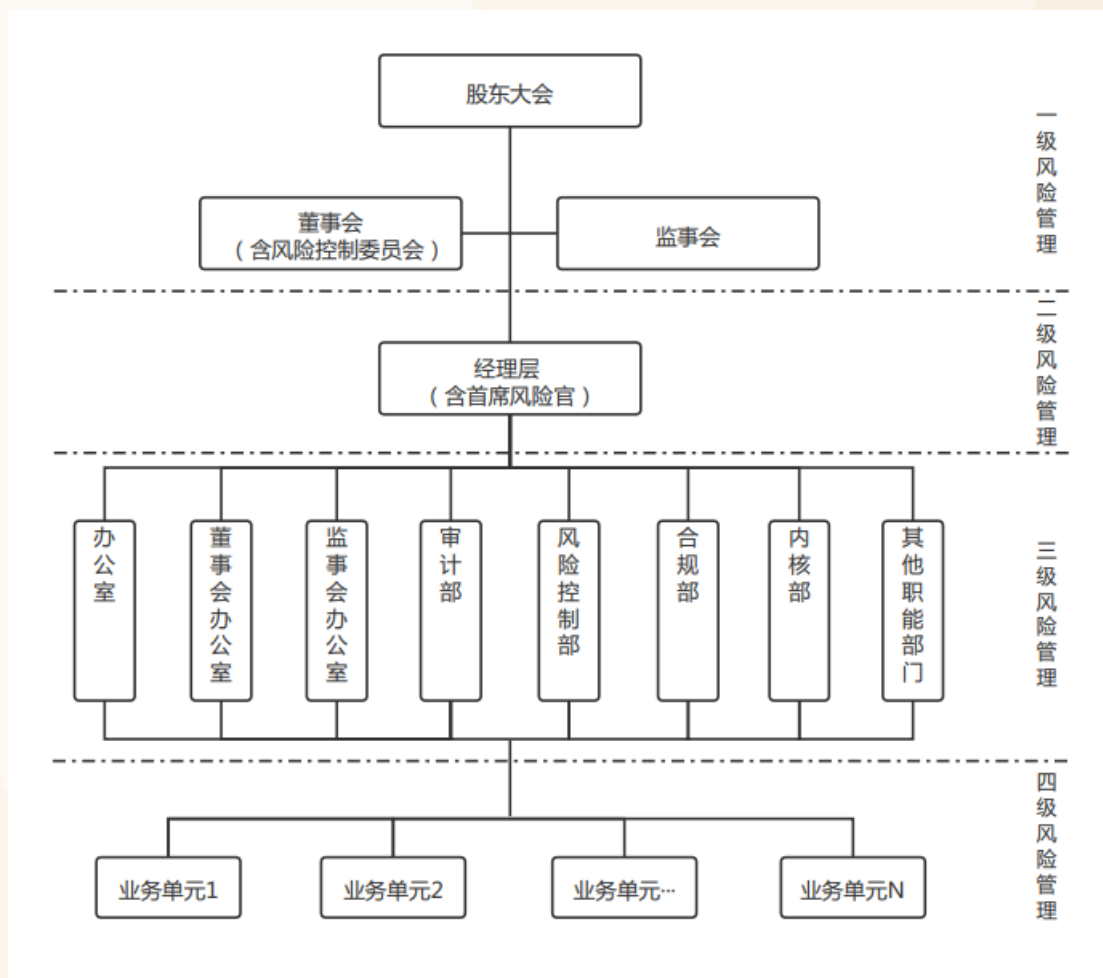 股东大会
一级风险管理
董事会
（含风险控制委员会）
监事会
二级风险管理
经理层
（含首席风险官）
办公室
董事会办公室
监事会办公室
审计部
风险控制部
合规部
内核部
其他职能部门
三级风险管理
四级风险管理
业务单元1
业务单元2
业务单元···
业务单元N